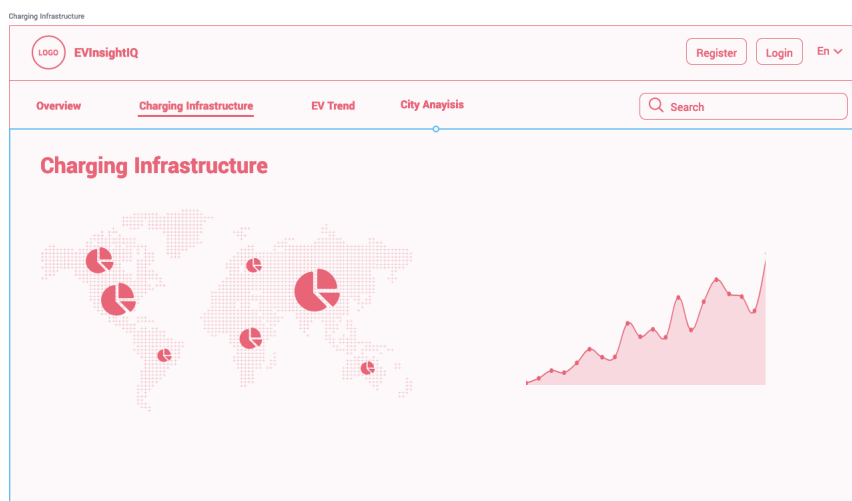 Charging Infrastructure
LOGO EVInsightIQ Register Login En
Overview Charging Infrastructure EV Trend City Anayisis Search
Charging Infrastructure